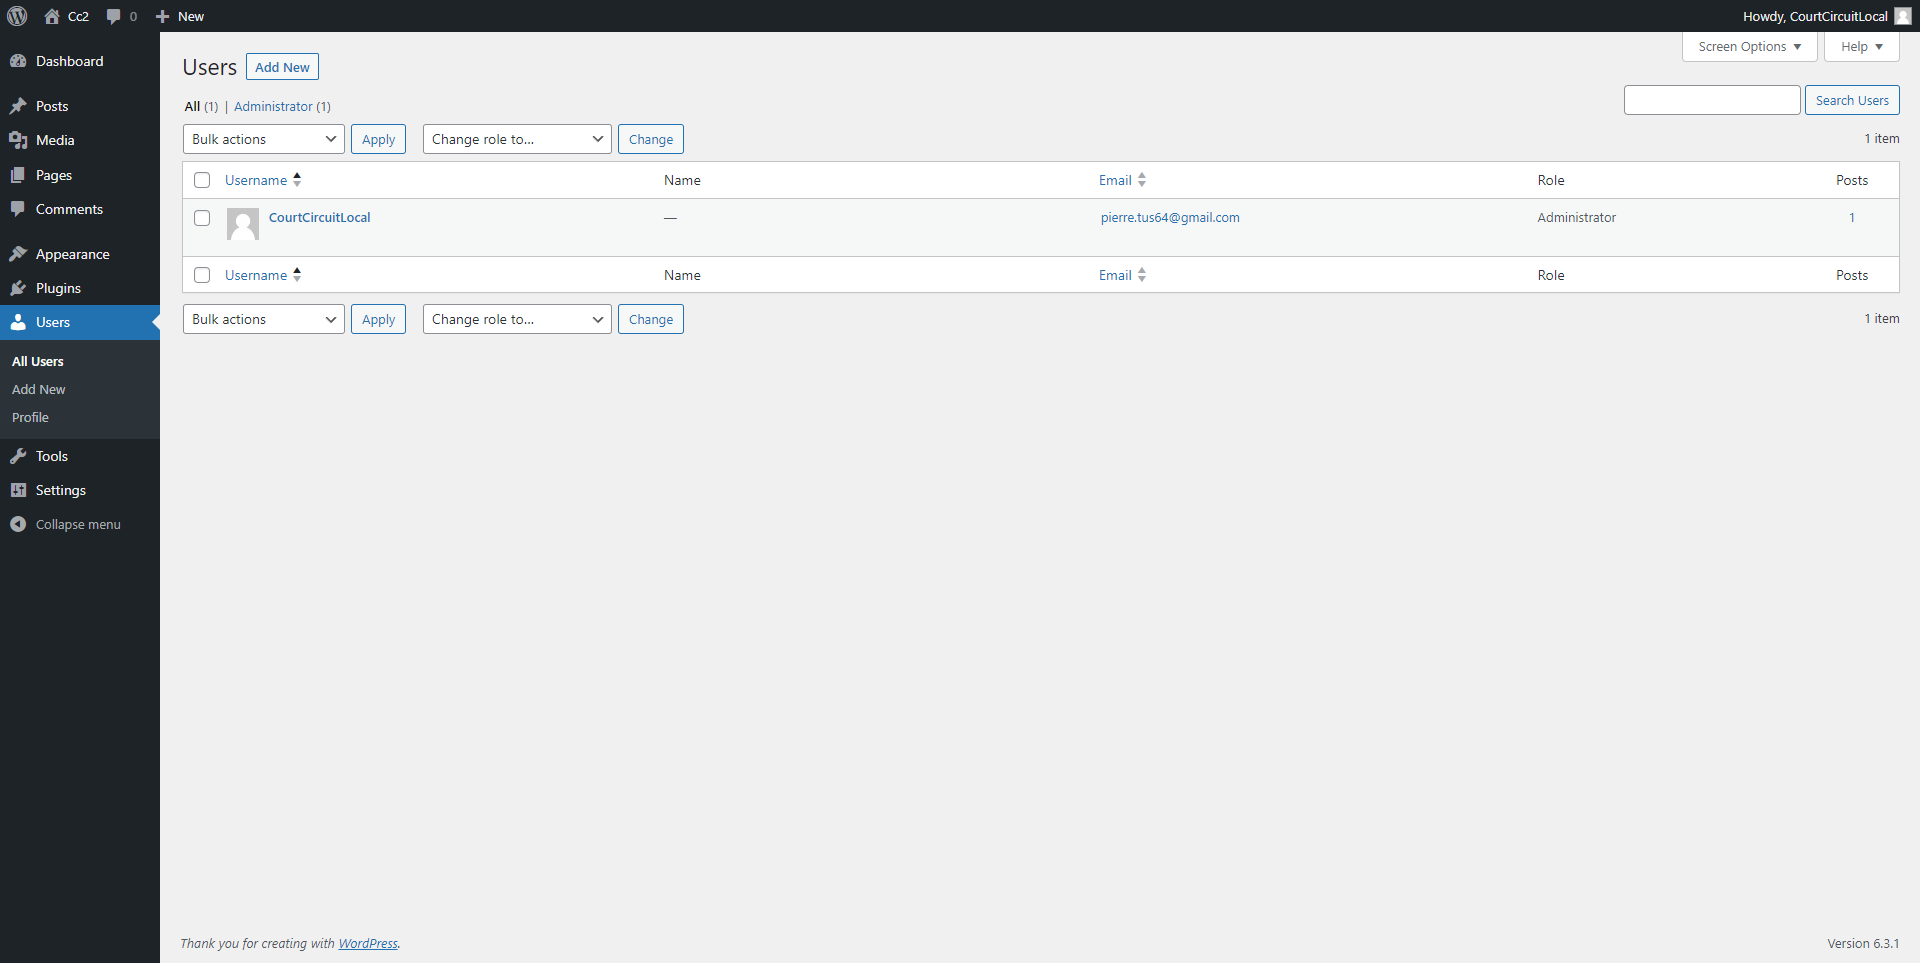 Cc2 0 New Howdy, CourtCircuitLocal
Screen Options Help
Dashboard
Posts
Media
Pages
Comments
Appearance
Plugins
Users
All Users
Add New
Profile
Tools
Settings
Collapse menu
Users Add New
All (1) | Administrator (1)
Search Users
Bulk actions Apply Change role to... Change 1 item
Username Name Email Role Posts
CourtCircuitLocal — pierre.tus64@gmail.com Administrator 1
Username Name Email Role Posts
Bulk actions Apply Change role to... Change 1 item
Thank you for creating with WordPress. Version 6.3.1